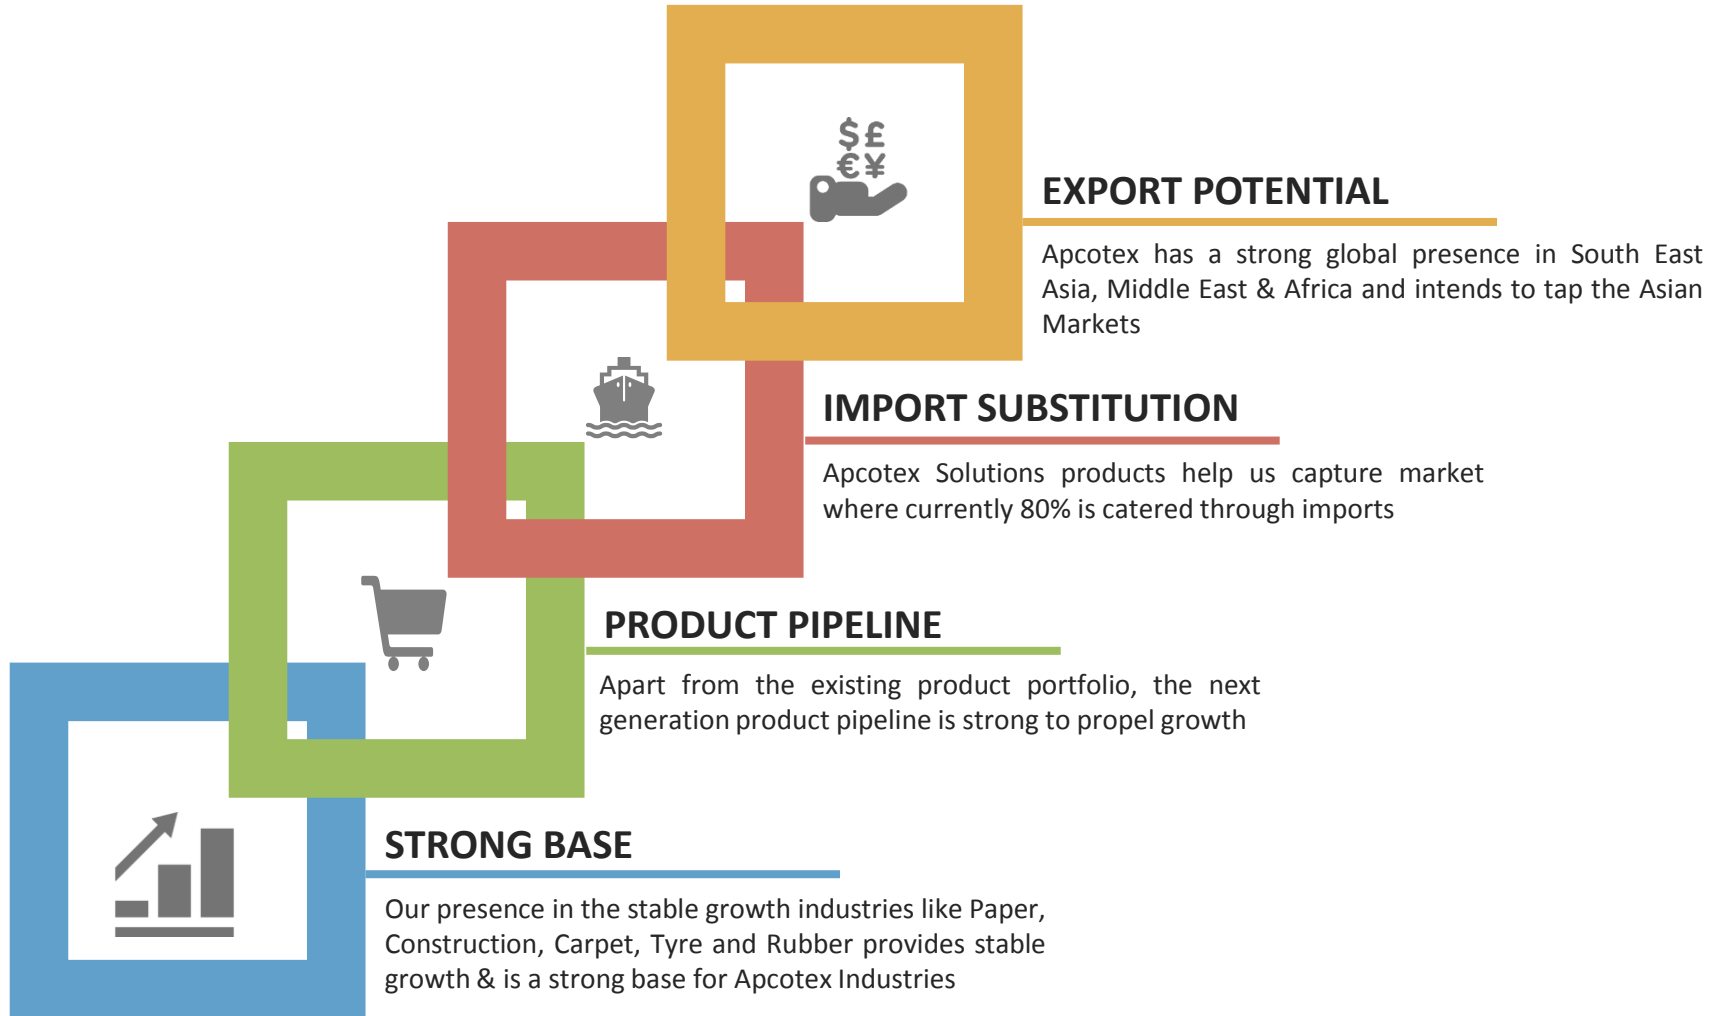 $£
€¥
EXPORT POTENTIAL
Apcotex has a strong global presence in South East
Asia, Middle East & Africa and intends to tap the Asian
Markets
IMPORT SUBSTITUTION
Apcotex Solutions products help us capture market
where currently 80% is catered through imports
PRODUCT PIPELINE
Apart from the existing product portfolio, the next
generation product pipeline is strong to propel growth
STRONG BASE
Our presence in the stable growth industries like Paper,
Construction, Carpet, Tyre and Rubber provides stable
growth & is a strong base for Apcotex Industries